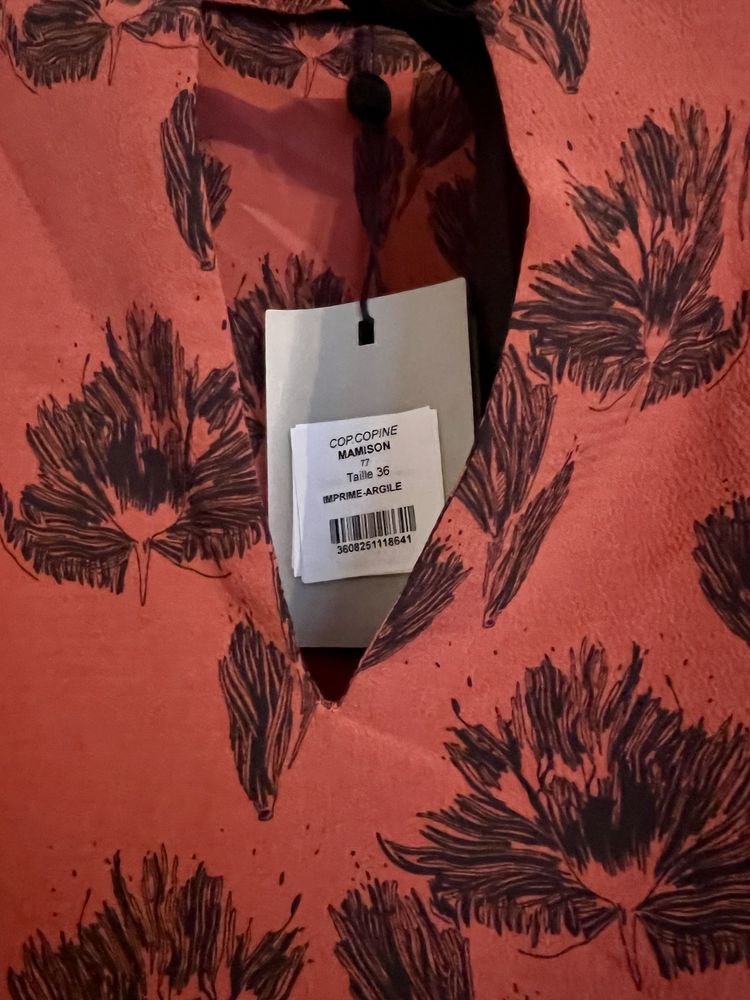 COP.COPINE
MAMISON
77
Taille 36
IMPRIME-ARGILE
3608251118641